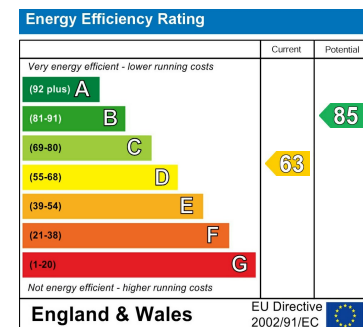 Energy Efficiency Rating
Current Potential
Very energy efficient - lower running costs
(92 plus) A
(81-91) B
(69-80) C
(55-68) D
(39-54) E
(21-38) F
(1-20) G
63
85
Not energy efficient - higher running costs
England & Wales
EU Directive
2002/91/EC